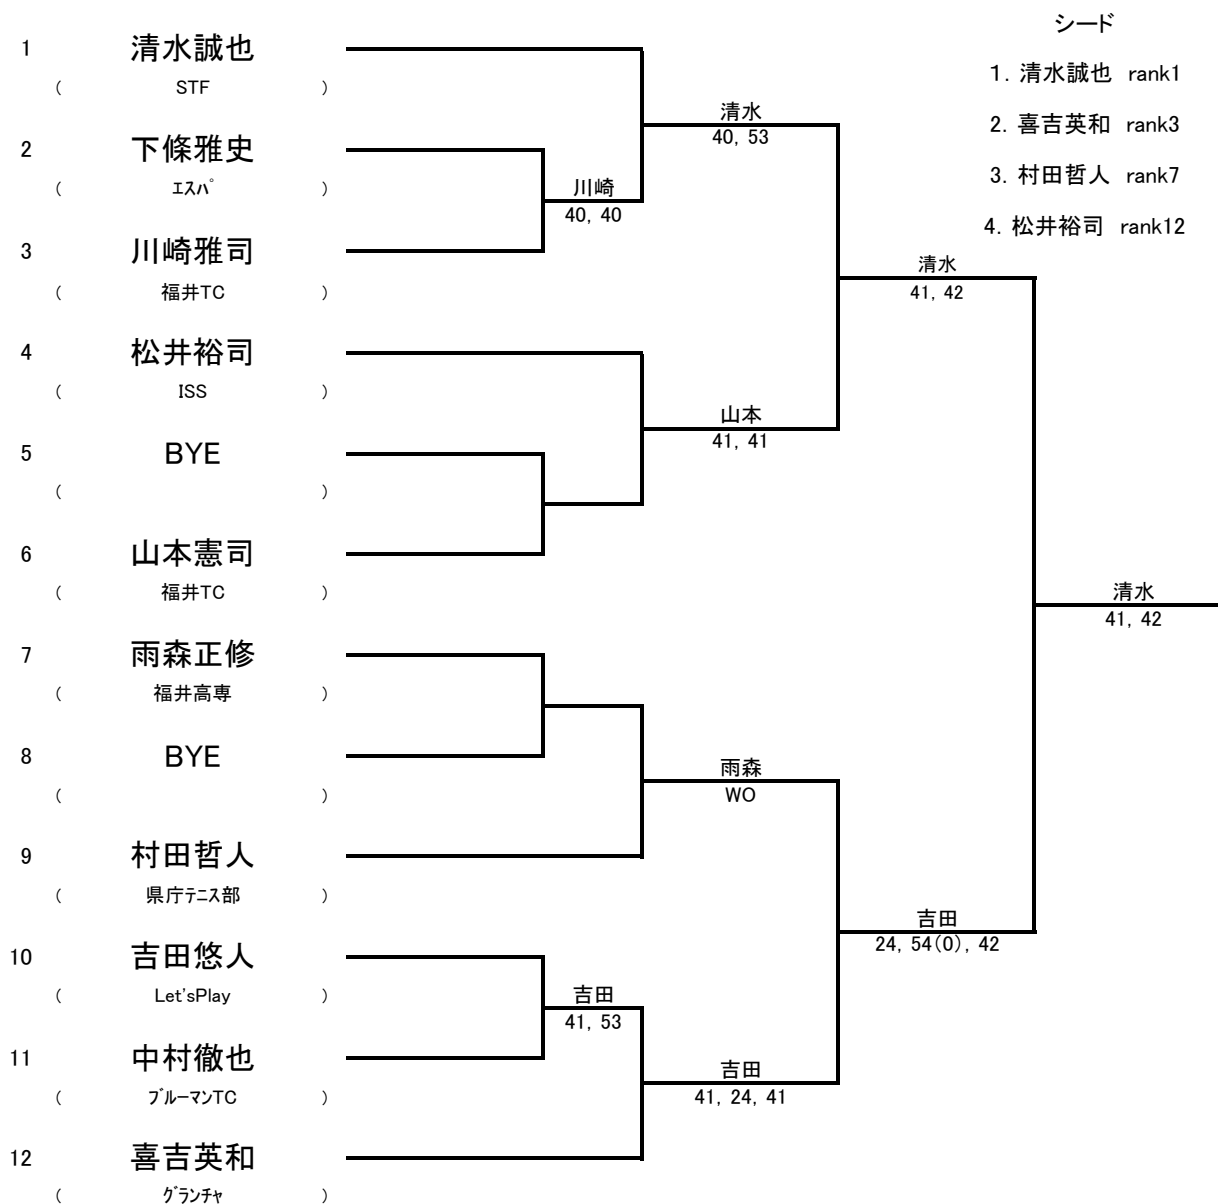 シード
1. 清水誠也 rank1
2. 喜吉英和 rank3
3. 村田哲人 rank7
4. 松井裕司 rank12
1 清水誠也
( STF )
2 下條雅史
( ｴｽﾊﾟ )
3 川崎雅司
( 福井TC )
4 松井裕司
( ISS )
5 BYE
( )
6 山本憲司
( 福井TC )
7 雨森正修
( 福井高専 )
8 BYE
( )
9 村田哲人
( 県庁ﾃﾆｽ部 )
10 吉田悠人
( Let'sPlay )
11 中村徹也
( ﾌﾞﾙｰﾏﾝTC )
12 喜吉英和
( ｸﾞﾗﾝﾁｬ )
川崎
40, 40
吉田
41, 53
清水
40, 53
山本
41, 41
雨森
WO
吉田
41, 24, 41
清水
41, 42
吉田
24, 54(0), 42
清水
41, 42